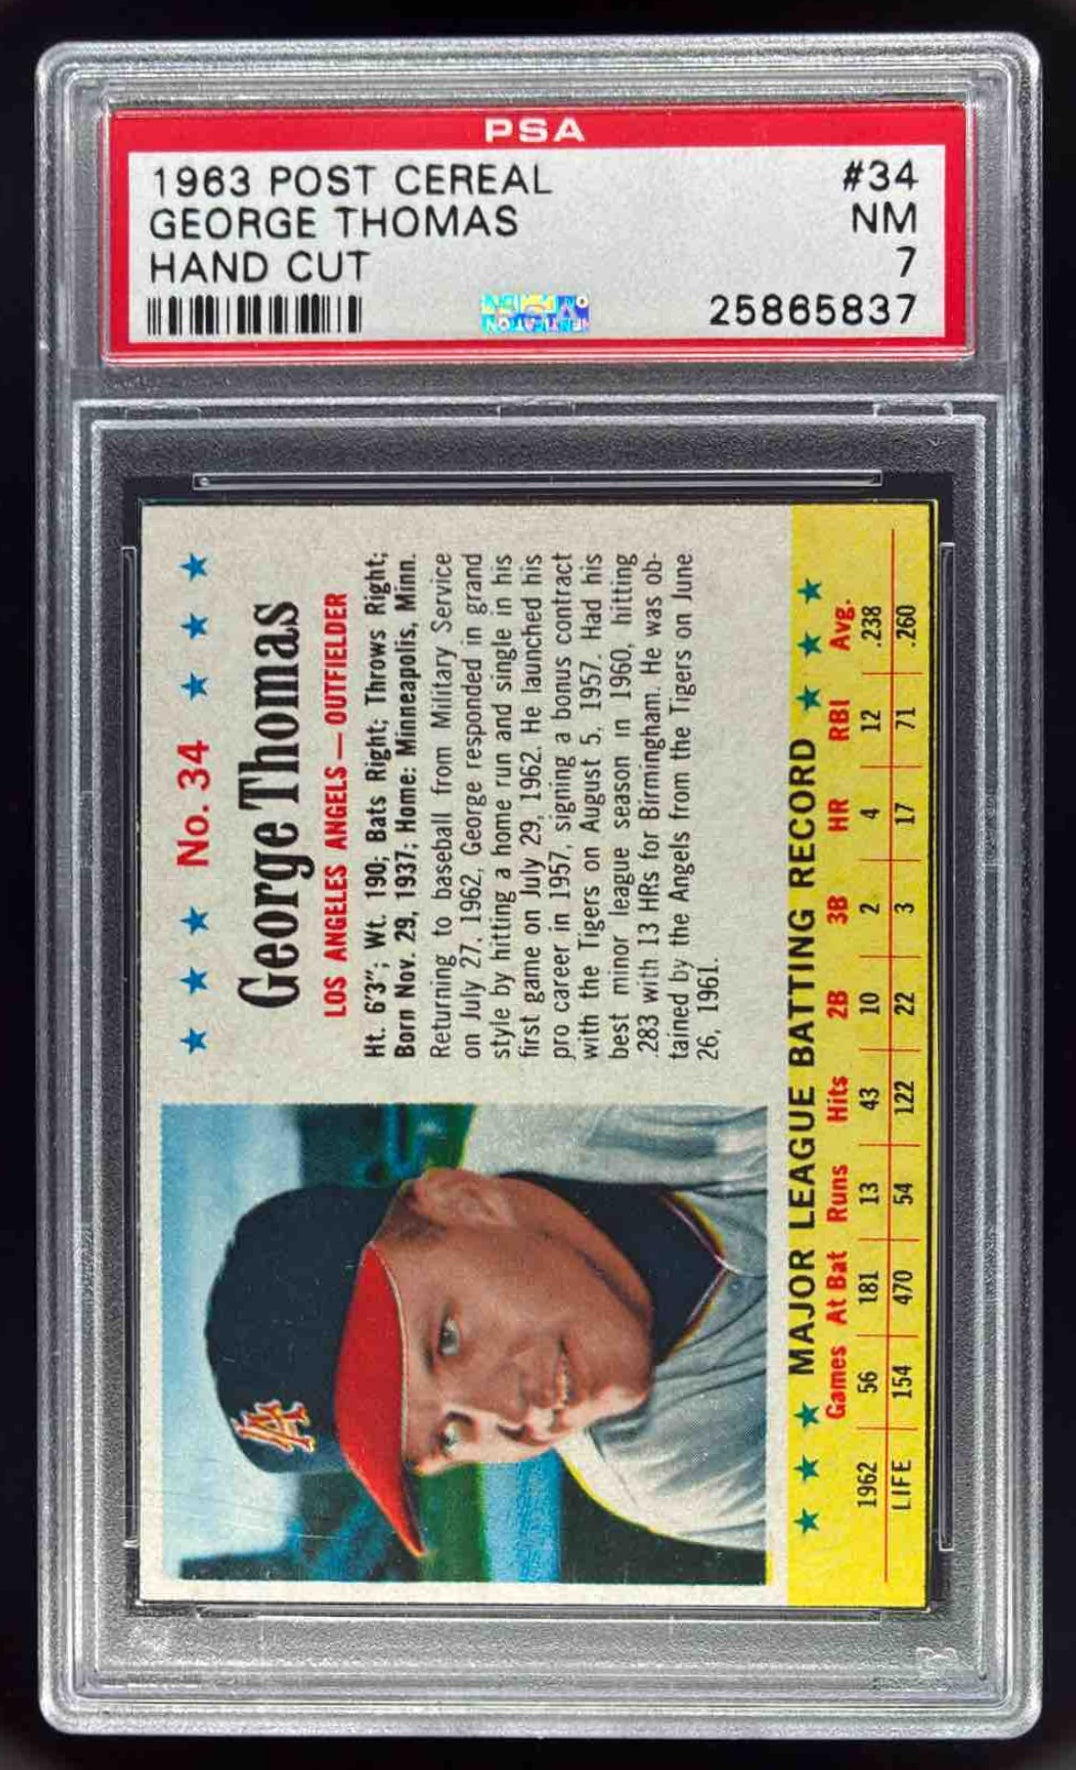 PSA
1963 POST CEREAL #34
GEORGE THOMAS NM
HAND CUT 7
25865837
No. 34
George Thomas
LOS ANGELES ANGELS — OUTFIELDER
Ht. 6'3"; Wt. 190; Bats Right; Throws Right;
Born Nov. 29, 1937; Home: Minneapolis, Minn.
Returning to baseball from Military Service
on July 27, 1962, George responded in grand
style by hitting a home run and single in his
first game on July 29, 1962. He launched his
pro career in 1957, signing a bonus contract
with the Tigers on August 5, 1957. Had his
best minor league season in 1960, hitting
.283 with 13 HRs for Birmingham. He was ob-
tained by the Angels from the Tigers on June
26, 1961.
LA
MAJOR LEAGUE BATTING RECORD
Games At Bat Runs Hits 2B 3B HR RBI Avg.
1962 56 181 13 43 10 2 4 12 .238
LIFE 154 470 54 122 22 3 17 71 .260